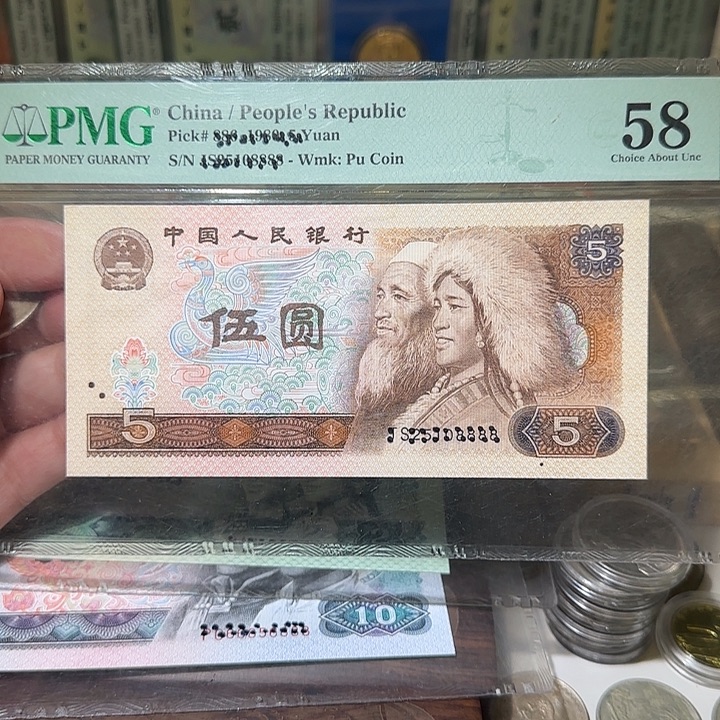 PMG
PAPER MONEY GUARANTY
China / People's Republic
Pick# Yuan
S/N - Wmk: Pu Coin
58
Choice About Unc
中国人民银行
5
伍圆
5
5
10